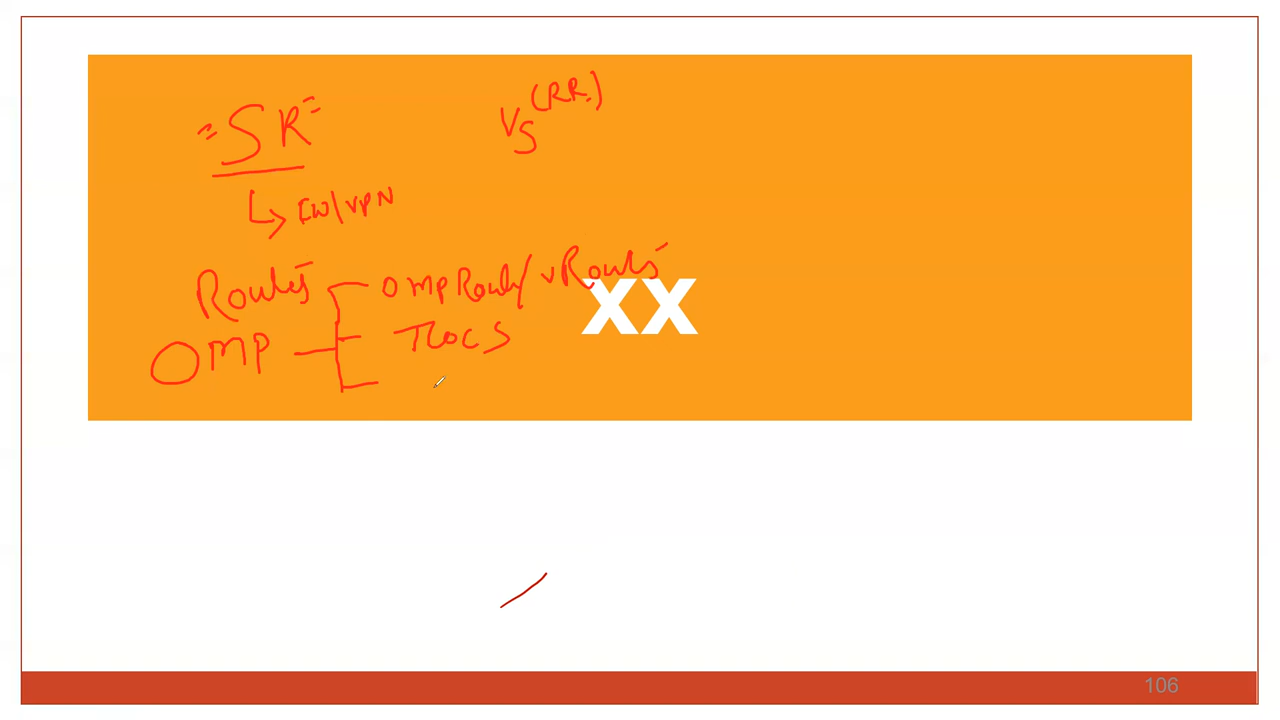 = SR =
VS (RR.)
↳ FW/VPN
Routes
OMP Routes/ vRoutes
XX
OMP
TLOCS
106